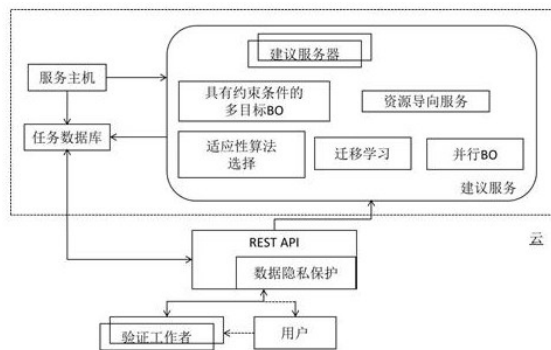 建议服务器
服务主机
具有约束条件的
多目标BO
资源导向服务
任务数据库
适应性算法
选择
迁移学习
并行BO
建议服务
REST API
云
数据隐私保护
验证工作者
用户